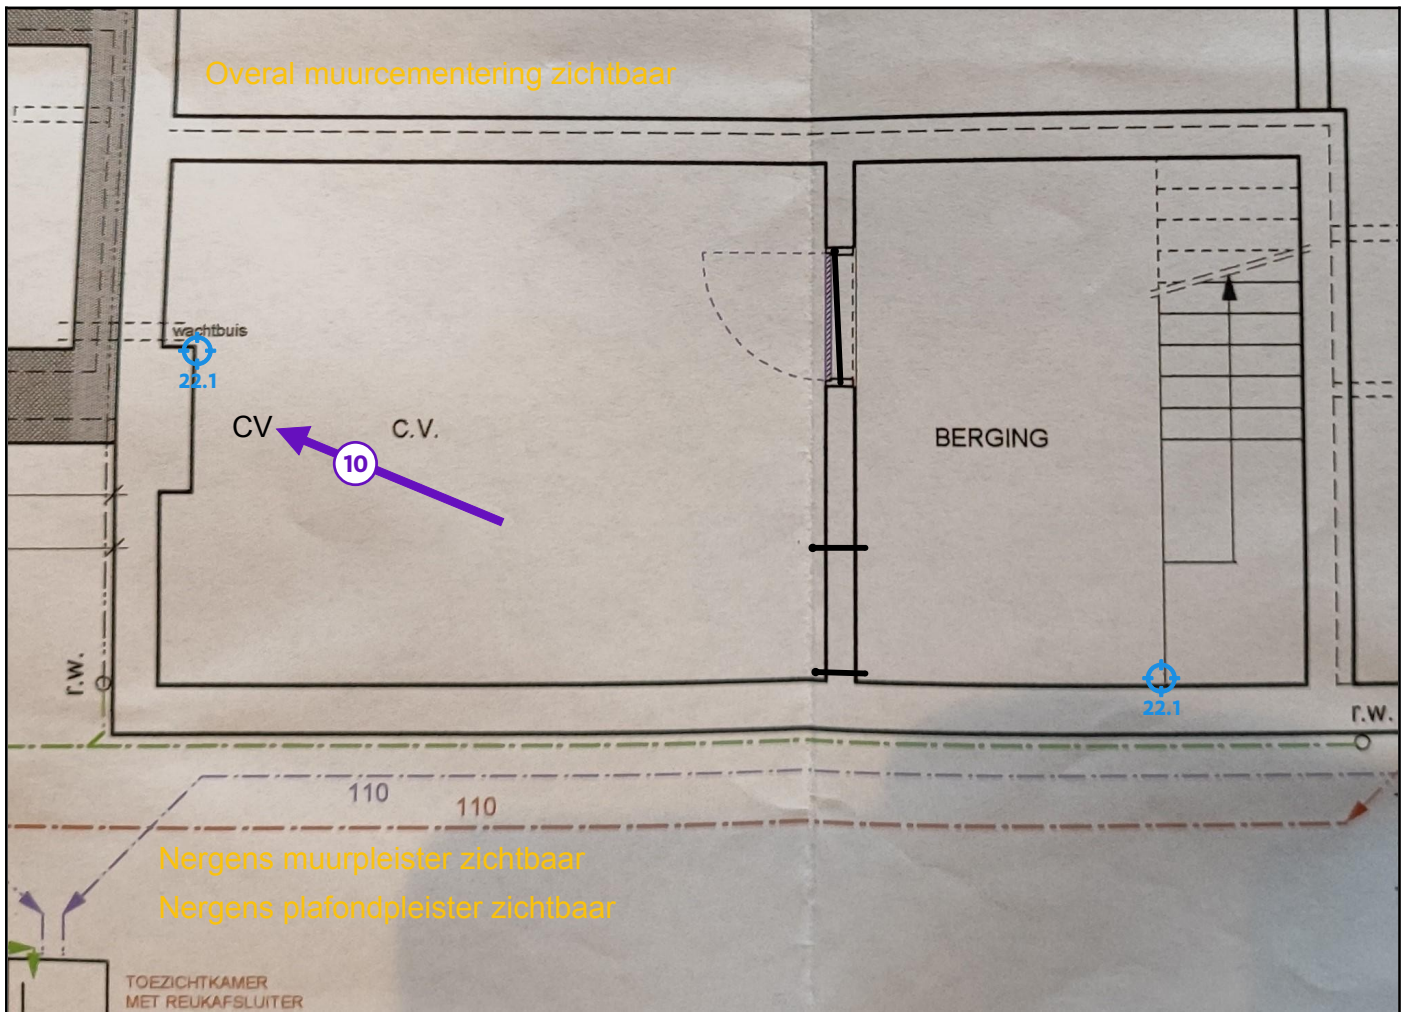 Overal muurcementering zichtbaar
wachtbuis
22.1
CV
C.V.
10
BERGING
r.w.
22.1
r.w.
110
110
Nergens muurpleister zichtbaar
Nergens plafondpleister zichtbaar
TOEZICHTKAMER
MET REUKAFSLUITER